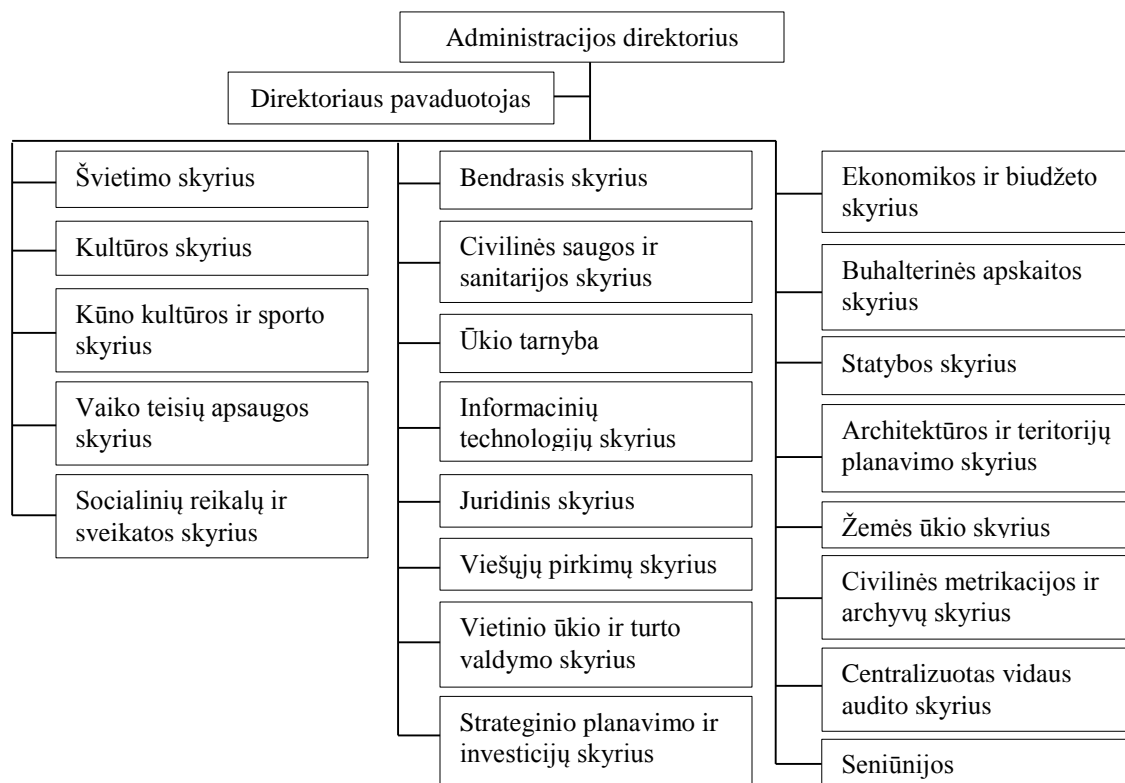 Administracijos direktorius
Direktoriaus pavaduotojas
Švietimo skyrius
Kultūros skyrius
Kūno kultūros ir sporto
skyrius
Vaiko teisių apsaugos
skyrius
Socialinių reikalų ir
sveikatos skyrius
Bendrasis skyrius
Civilinės saugos ir
sanitarijos skyrius
Ūkio tarnyba
Informacinių
technologijų skyrius
Juridinis skyrius
Viešųjų pirkimų skyrius
Vietinio ūkio ir turto
valdymo skyrius
Strateginio planavimo ir
investicijų skyrius
Ekonomikos ir biudžeto
skyrius
Buhalterinės apskaitos
skyrius
Statybos skyrius
Architektūros ir teritorijų
planavimo skyrius
Žemės ūkio skyrius
Civilinės metrikacijos ir
archyvų skyrius
Centralizuotas vidaus
audito skyrius
Seniūnijos